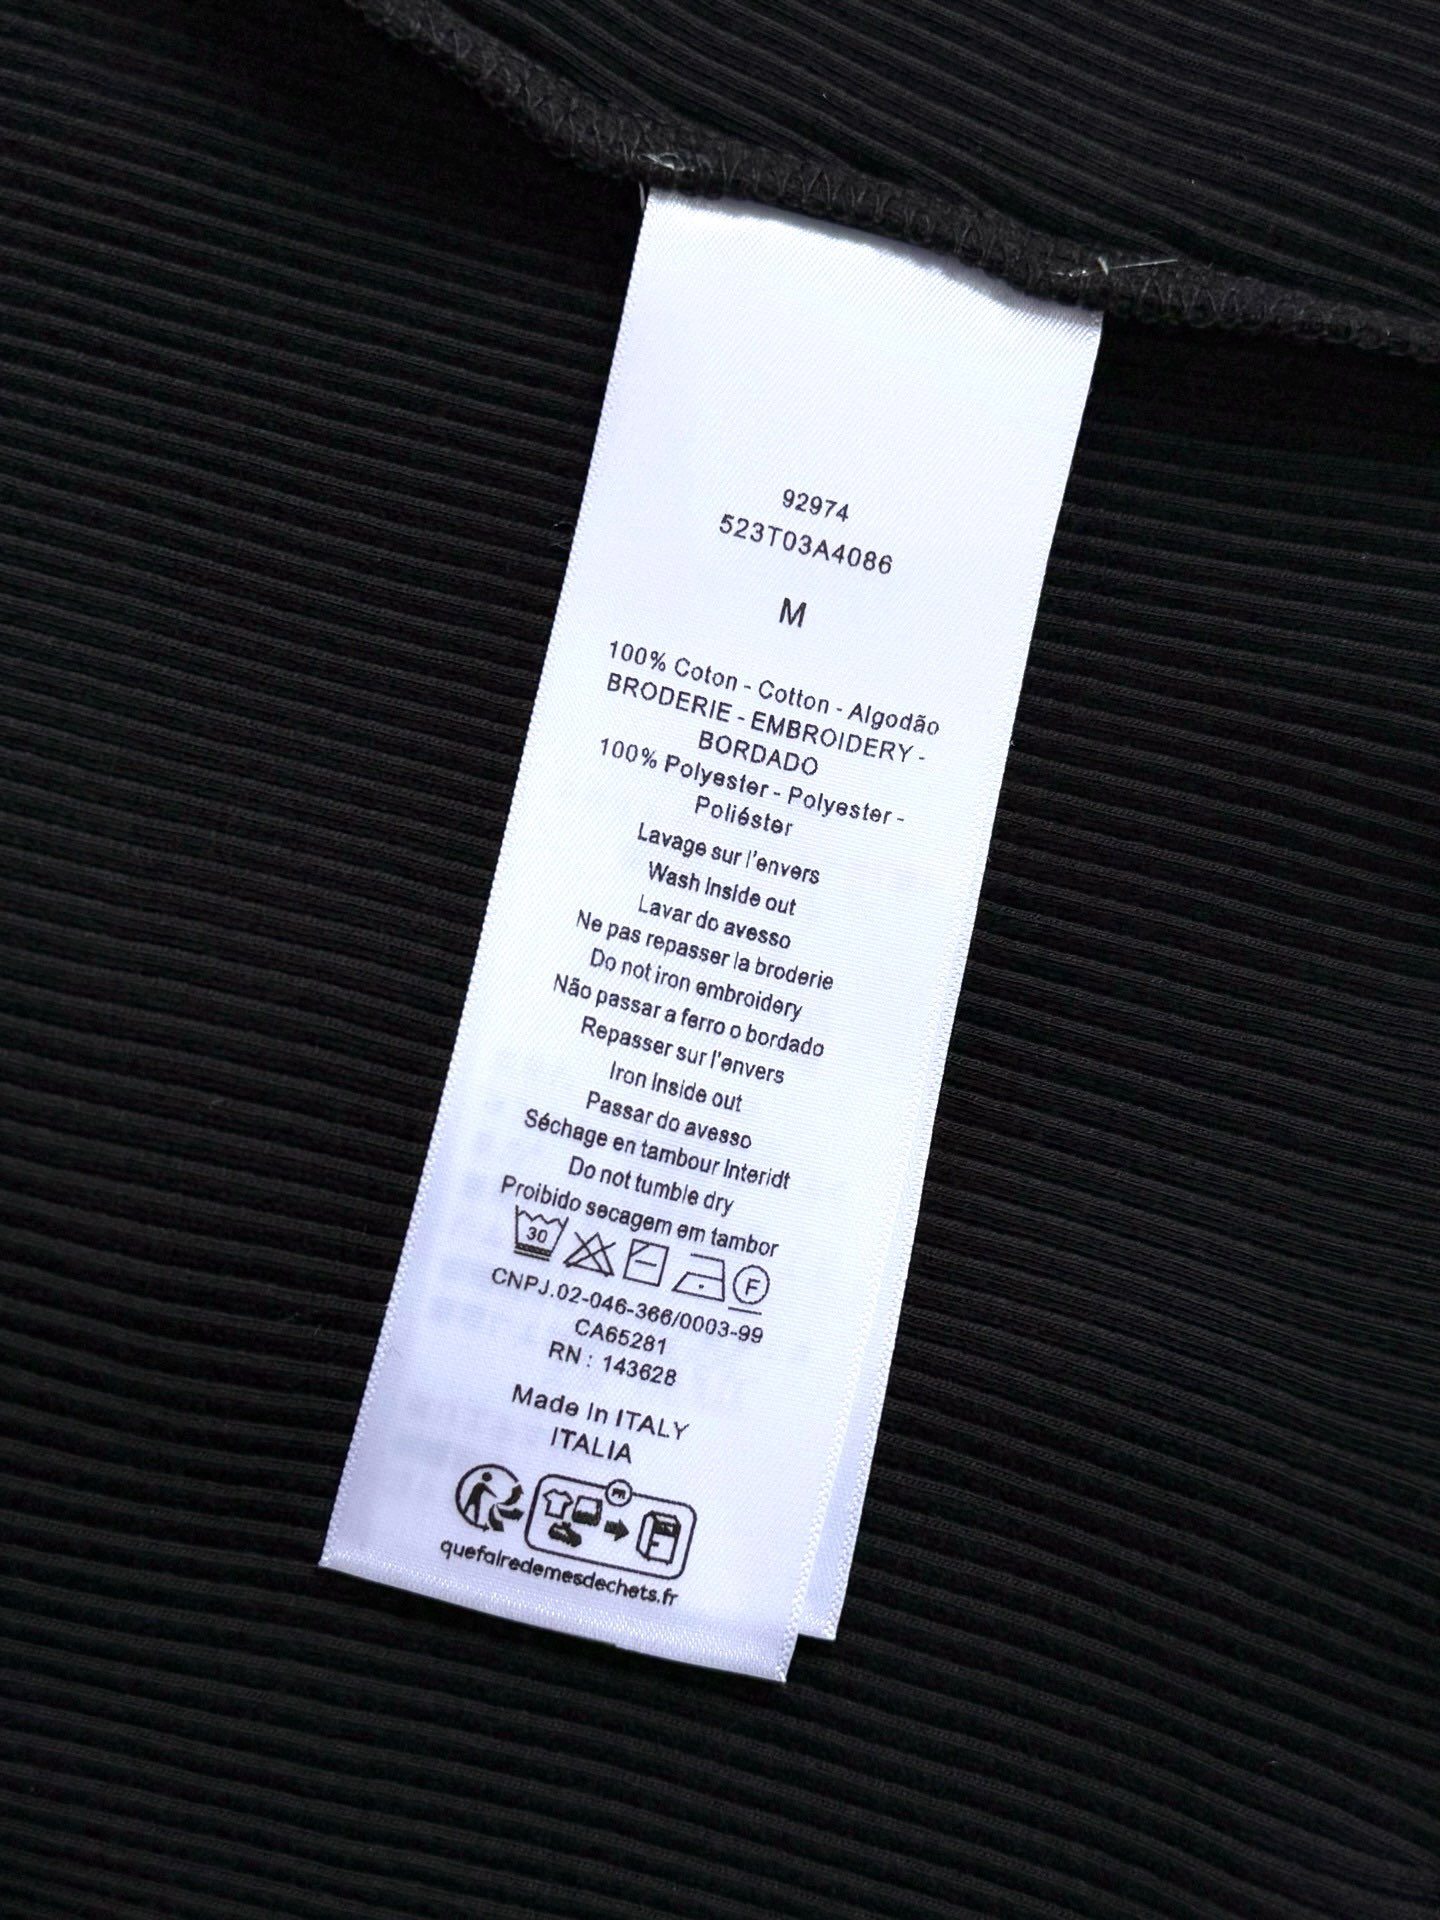 92974
523T03A4086
M
100% Coton - Cotton - Algodão
BRODERIE - EMBROIDERY -
BORDADO
100% Polyester - Polyester -
Poliéster
Lavage sur l'envers
Wash Inside out
Lavar do avesso
Ne pas repasser la broderie
Do not iron embroidery
Não passar a ferro o bordado
Repasser sur l'envers
Iron Inside out
Passar do avesso
Séchage en tambour Interidt
Do not tumble dry
Proibido secagem em tambor
30 F
CNPJ.02-046-366/0003-99
CA65281
RN : 143628
Made In ITALY
ITALIA
FR
quefairedemesdechets.fr